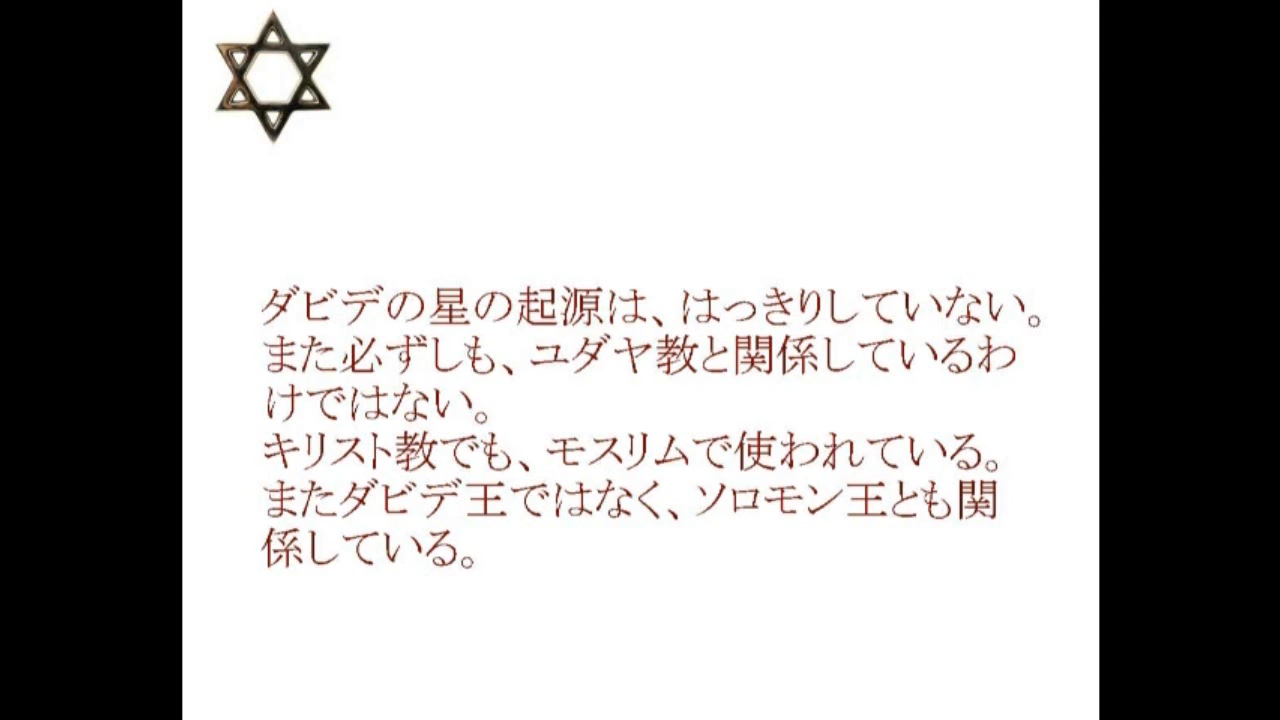 ダビデの星の起源は、はっきりしていない。
また必ずしも、ユダヤ教と関係しているわ
けではない。
キリスト教でも、モスリムで使われている。
またダビデ王ではなく、ソロモン王とも関
係している。